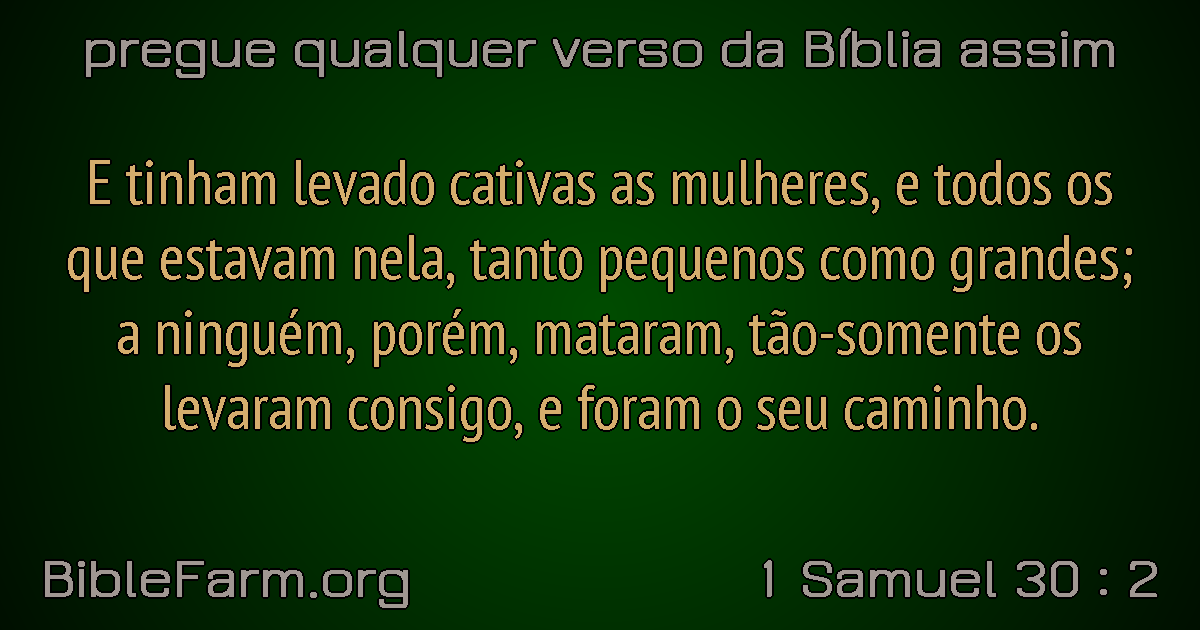 pregue qualquer verso da Bíblia assim
E tinham levado cativas as mulheres, e todos os
que estavam nela, tanto pequenos como grandes;
a ninguém, porém, mataram, tão-somente os
levaram consigo, e foram o seu caminho.
BibleFarm.org
1 Samuel 30 : 2